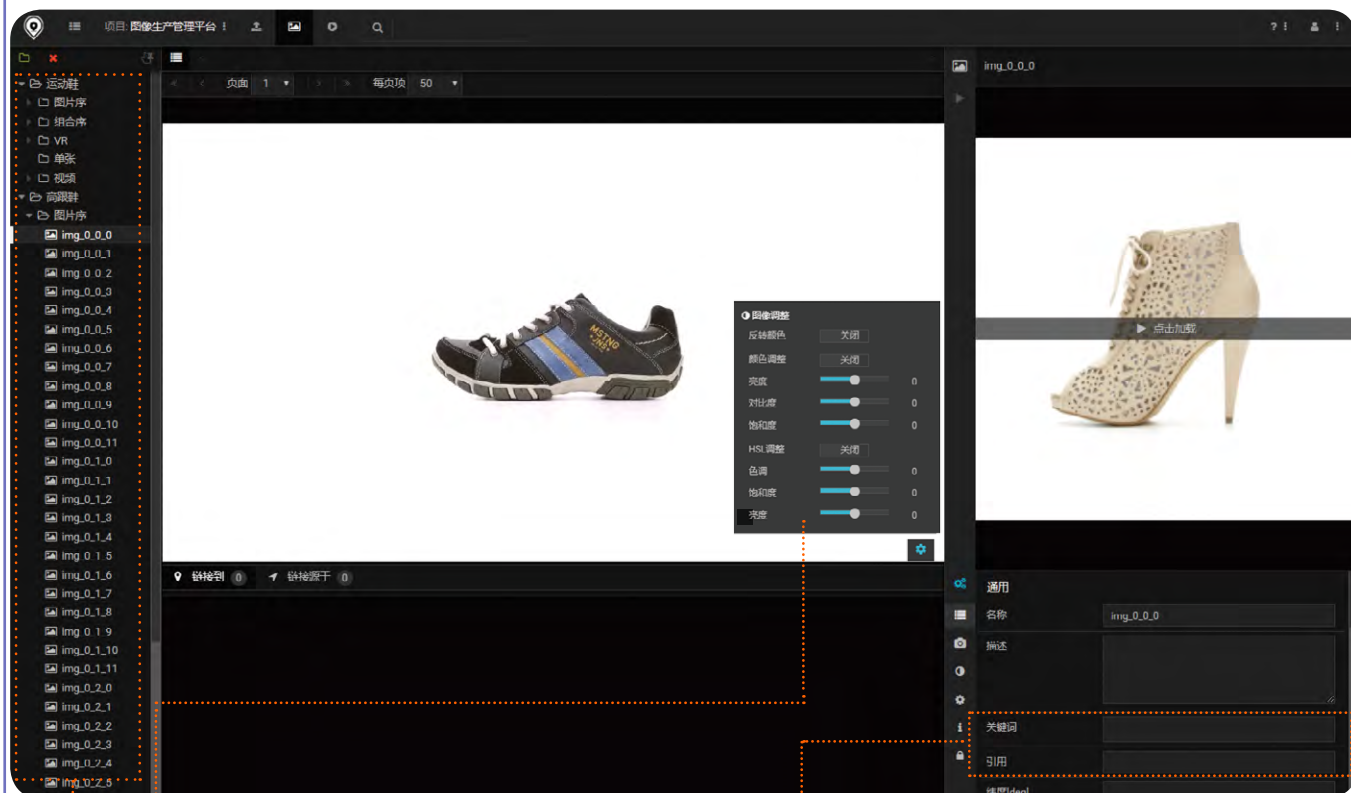 项目: 图像生产管理平台
?
运动鞋
图片序
组合序
VR
单张
视频
高跟鞋
图片序
img_0_0_0
img_0_0_1
img_0_0_2
img_0_0_3
img_0_0_4
img_0_0_5
img_0_0_6
img_0_0_7
img_0_0_8
img_0_0_9
img_0_0_10
img_0_0_11
img_0_1_0
img_0_1_1
img_0_1_2
img_0_1_3
img_0_1_4
img_0_1_5
img_0_1_6
img_0_1_7
img_0_1_8
img_0_1_9
img_0_1_10
img_0_1_11
img_0_2_0
img_0_2_1
img_0_2_2
img_0_2_3
img_0_2_4
img_0_2_5
页面 1 每页项 50
MSTNG
图像调整
反转颜色 关闭
颜色调整 关闭
亮度 0
对比度 0
饱和度 0
HSL调整 关闭
色调 0
饱和度 0
亮度 0
链接到 0 链接源于 0
img_0_0_0
点击加载
通用
名称 img_0_0_0
描述
关键词
引用